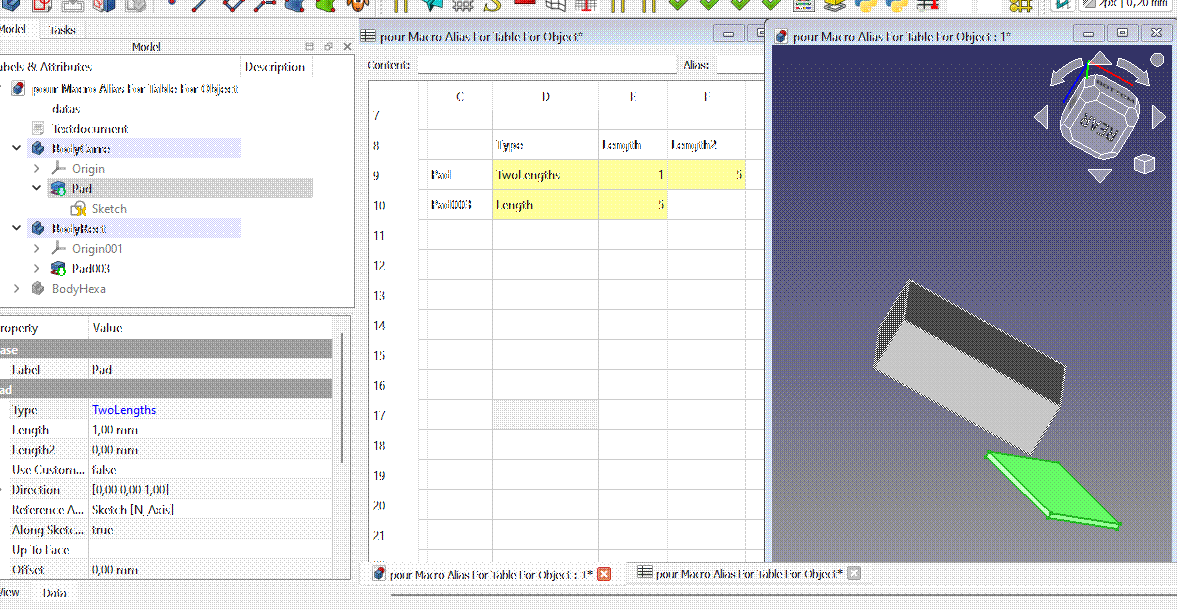 Model
Tasks
Model
bels & Attributes
Description
pour Macro Alias For Table For Object
datas
Textdocument
BodyCarre
Origin
Pad
Sketch
BodyRect
Origin001
Pad003
BodyHexa
roperty
Value
ase
Label
Pad
ad
Type
TwoLengths
Length
1,00 mm
Length2
0,00 mm
Use Custom...
false
Direction
[0,00 0,00 1,00]
Reference A...
Sketch [N_Axis]
Along Sketc...
true
Up To Face
Offset
0,00 mm
View
Data
pour Macro Alias For Table For Object*
Content:
Alias:
C D E F
7
8 Type Length Length2
9 Pad TwoLengths 1 5
10 Pad003 Length 5
11
12
13
14
15
16
17
18
19
20
21
2px | 0,20 mm
pour Macro Alias For Table For Object : 1*
REAR
pour Macro Alias For Table For Object : 1*
pour Macro Alias For Table For Object*